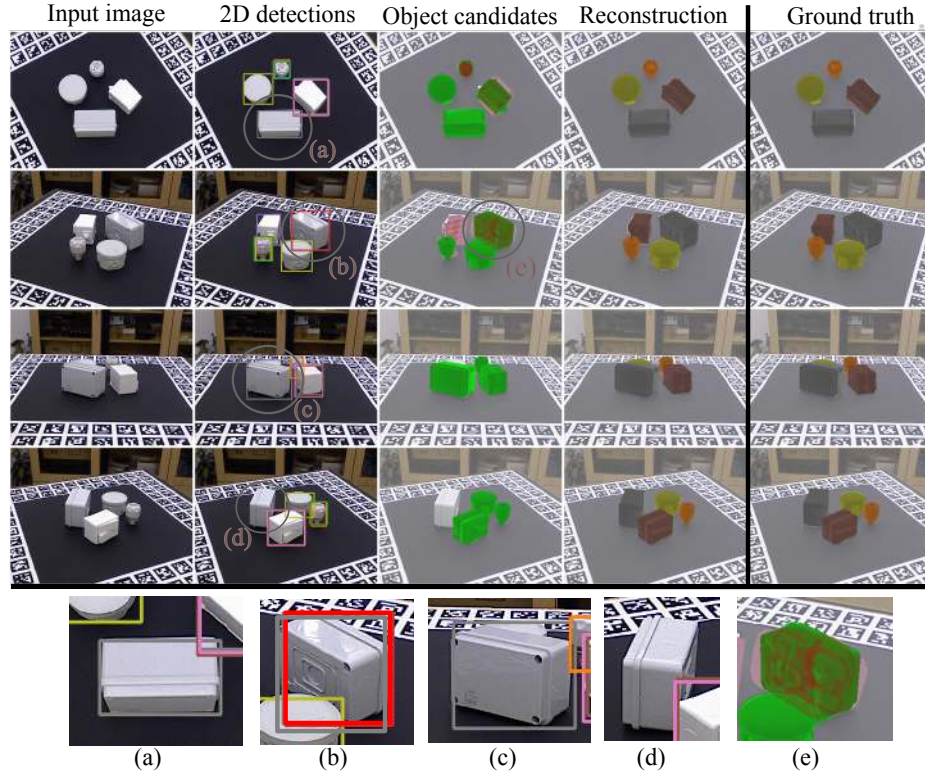 Input image 2D detections Object candidates Reconstruction Ground truth
(a)
(b) (e)
(c)
(d)
(a) (b) (c) (d) (e)